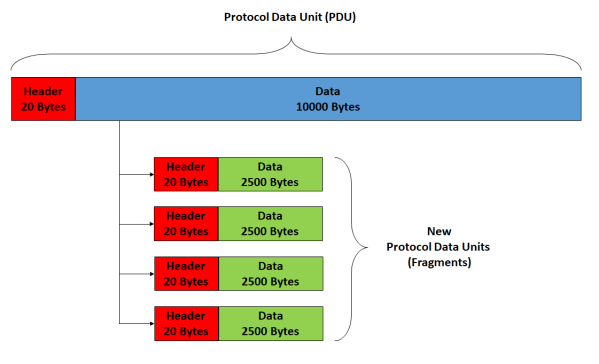 Protocol Data Unit (PDU)
Header
20 Bytes
Data
10000 Bytes
Header
20 Bytes
Data
2500 Bytes
Header
20 Bytes
Data
2500 Bytes
Header
20 Bytes
Data
2500 Bytes
Header
20 Bytes
Data
2500 Bytes
New
Protocol Data Units
(Fragments)